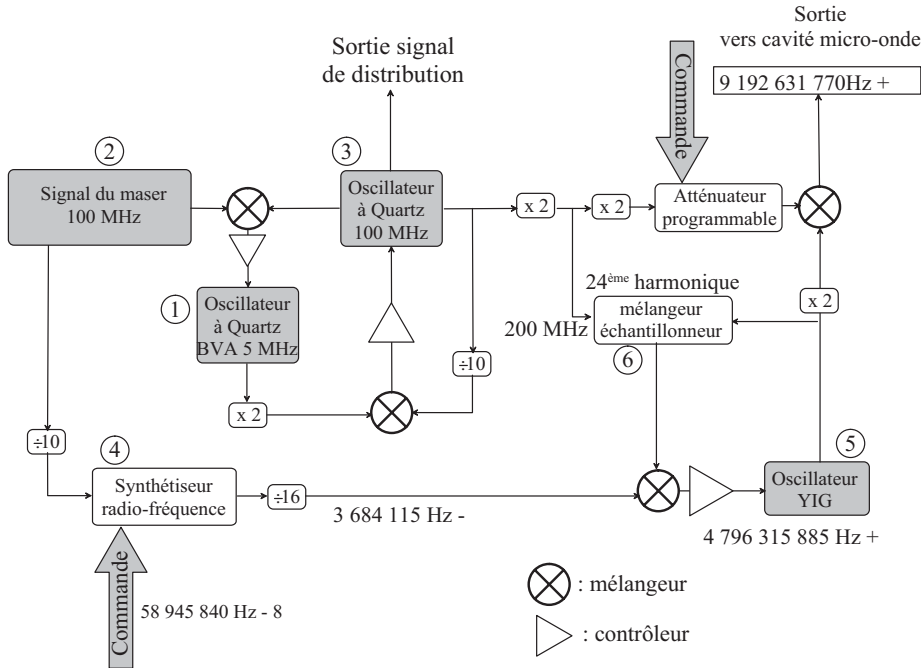 Sortie
vers cavité micro-onde
9 192 631 770Hz +
Sortie signal
de distribution
Commande
2
Signal du maser
100 MHz
3
Oscillateur
à Quartz
100 MHz
x 2
x 2
Atténuateur
programmable
1
Oscillateur
à Quartz
BVA 5 MHz
24ème harmonique
200 MHz
mélangeur
échantillonneur
6
x 2
÷10
x 2
÷10
4
Synthétiseur
radio-fréquence
÷16
3 684 115 Hz -
5
Oscillateur
YIG
4 796 315 885 Hz +
Commande
58 945 840 Hz - 8
: mélangeur
: contrôleur